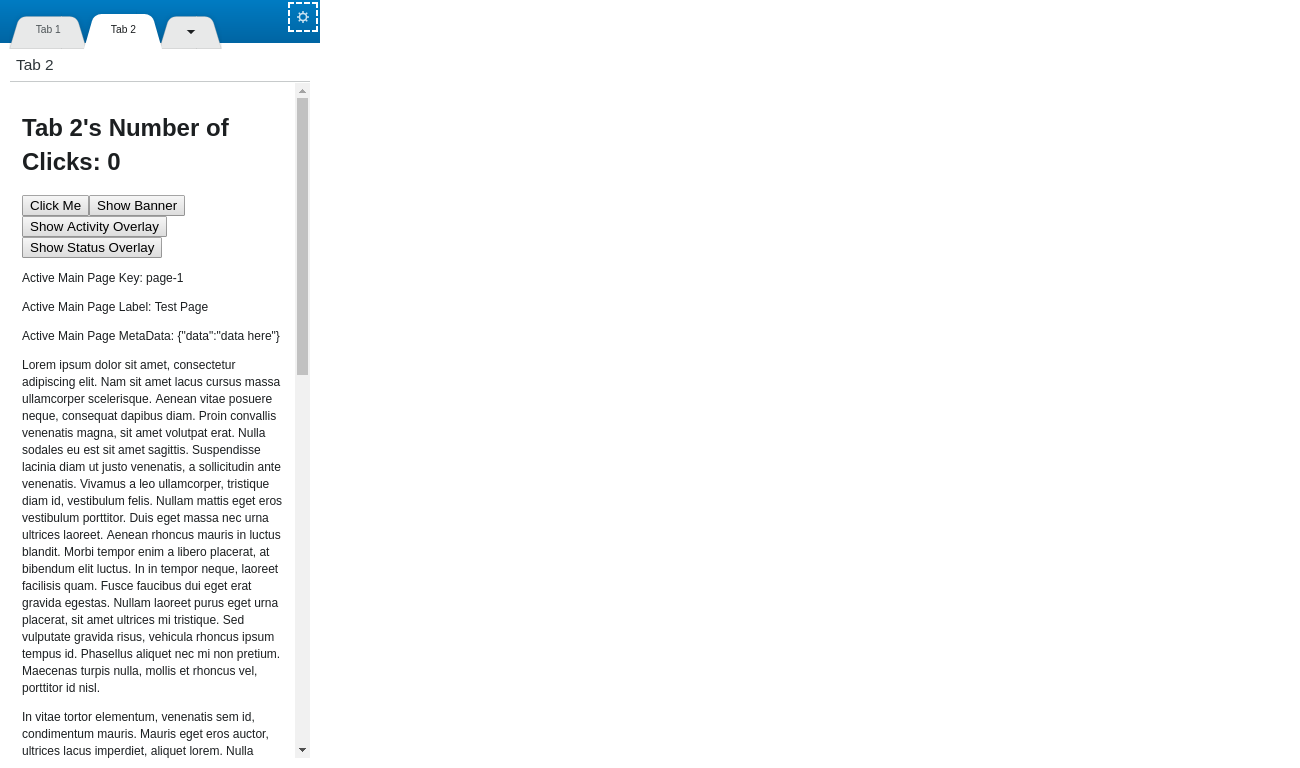 Tab 1
Tab 2
Tab 2
Tab 2's Number of
Clicks: 0
Click Me Show Banner
Show Activity Overlay
Show Status Overlay
Active Main Page Key: page-1
Active Main Page Label: Test Page
Active Main Page MetaData: {"data":"data here"}
Lorem ipsum dolor sit amet, consectetur
adipiscing elit. Nam sit amet lacus cursus massa
ullamcorper scelerisque. Aenean vitae posuere
neque, consequat dapibus diam. Proin convallis
venenatis magna, sit amet volutpat erat. Nulla
sodales eu est sit amet sagittis. Suspendisse
lacinia diam ut justo venenatis, a sollicitudin ante
venenatis. Vivamus a leo ullamcorper, tristique
diam id, vestibulum felis. Nullam mattis eget eros
vestibulum porttitor. Duis eget massa nec urna
ultrices laoreet. Aenean rhoncus mauris in luctus
blandit. Morbi tempor enim a libero placerat, at
bibendum elit luctus. In in tempor neque, laoreet
facilisis quam. Fusce faucibus dui eget erat
gravida egestas. Nullam laoreet purus eget urna
placerat, sit amet ultrices mi tristique. Sed
vulputate gravida risus, vehicula rhoncus ipsum
tempus id. Phasellus aliquet nec mi non pretium.
Maecenas turpis nulla, mollis et rhoncus vel,
porttitor id nisl.
In vitae tortor elementum, venenatis sem id,
condimentum mauris. Mauris eget eros auctor,
ultrices lacus imperdiet, aliquet lorem. Nulla